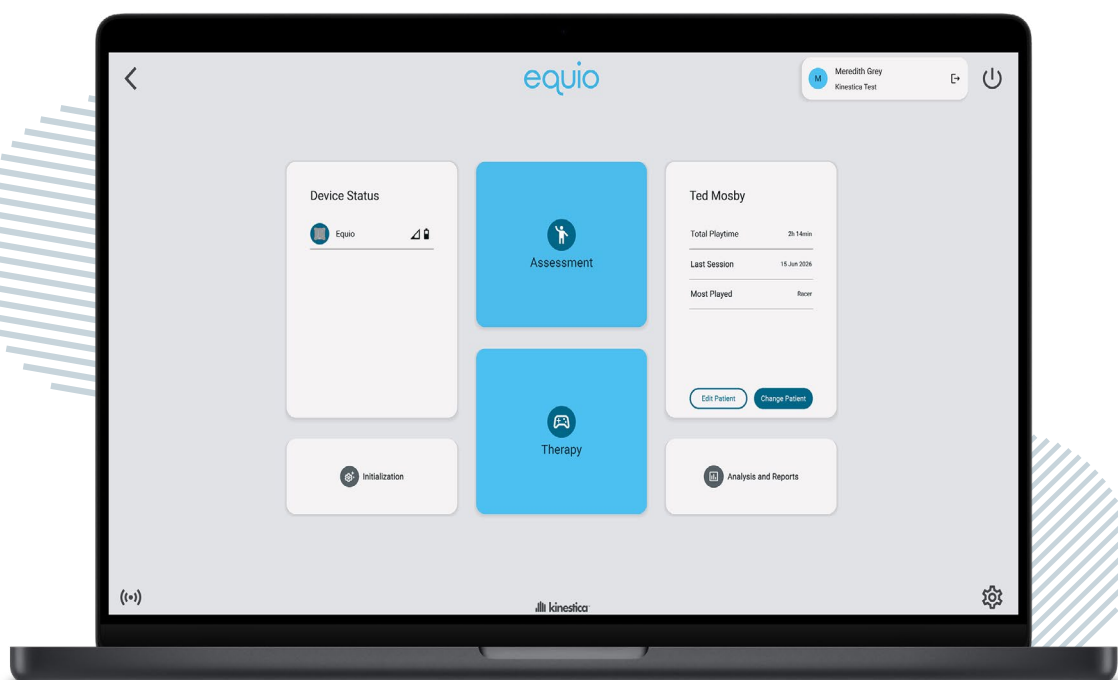 equio
M
Meredith Grey
Kinestica Test
Device Status
Equio
Assessment
Ted Mosby
Total Playtime 2h 14min
Last Session 15 Jun 2026
Most Played Racer
Edit Patient Change Patient
Therapy
Initialization
Analysis and Reports
kinestica